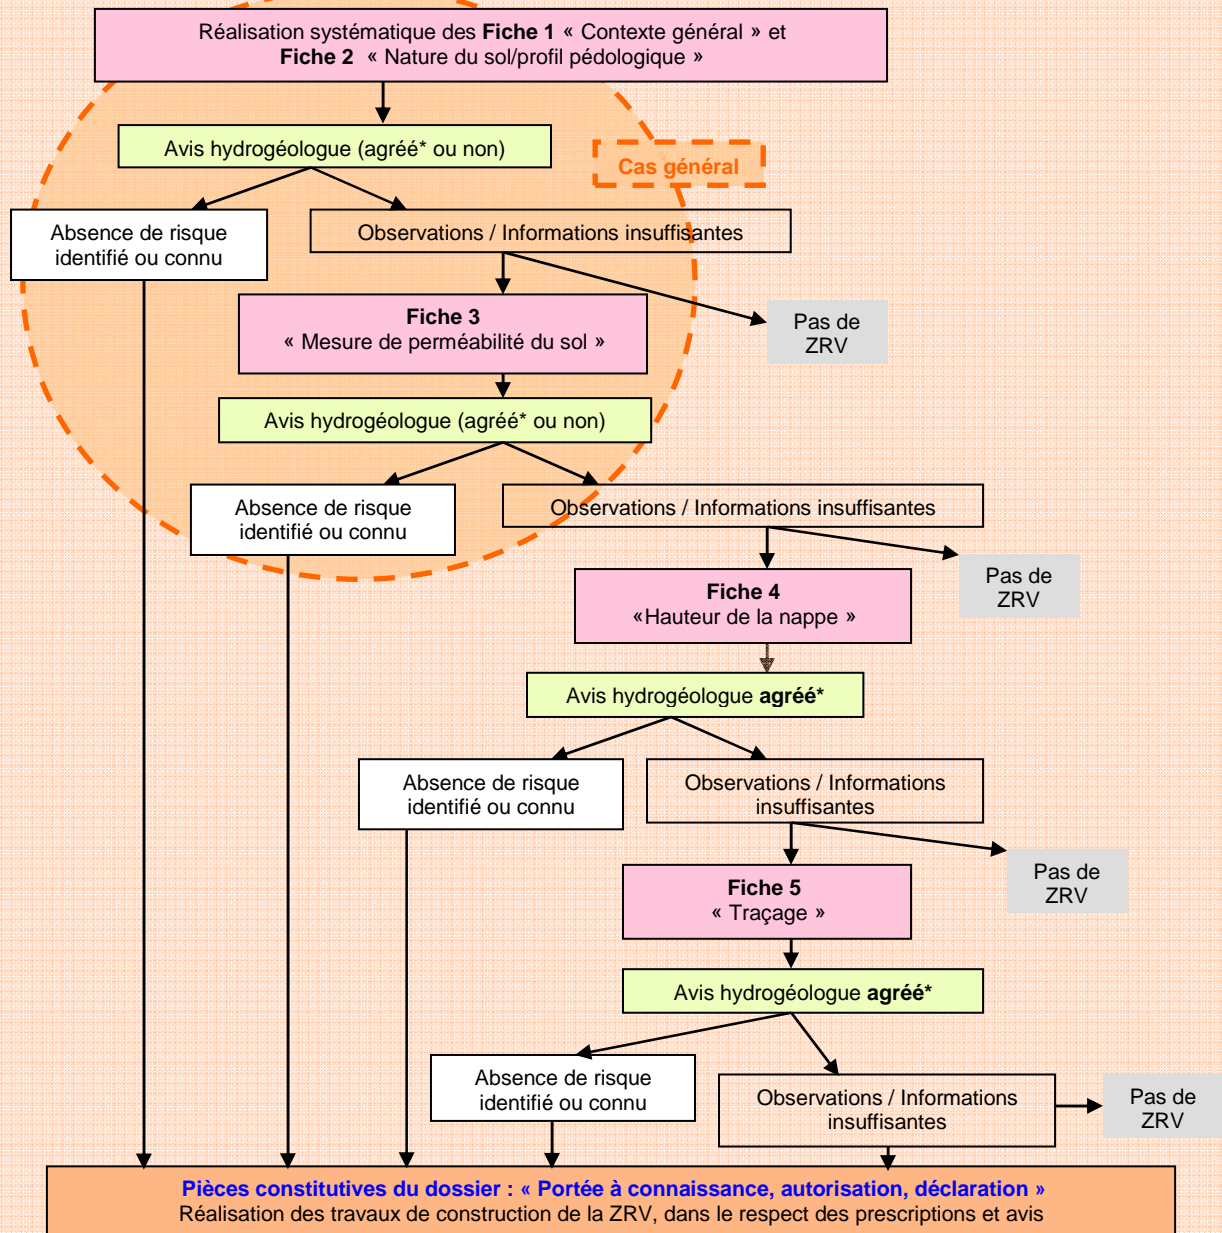 Réalisation systématique des Fiche 1 « Contexte général » et
Fiche 2 « Nature du sol/profil pédologique »
Avis hydrogéologue (agréé* ou non)
Cas général
Absence de risque
identifié ou connu
Observations / Informations insuffisantes
Fiche 3
« Mesure de perméabilité du sol »
Pas de
ZRV
Avis hydrogéologue (agréé* ou non)
Absence de risque
identifié ou connu
Observations / Informations insuffisantes
Fiche 4
«Hauteur de la nappe »
Pas de
ZRV
Avis hydrogéologue agréé*
Absence de risque
identifié ou connu
Observations / Informations
insuffisantes
Fiche 5
« Traçage »
Pas de
ZRV
Avis hydrogéologue agréé*
Absence de risque
identifié ou connu
Observations / Informations
insuffisantes
Pas de
ZRV
Pièces constitutives du dossier : « Portée à connaissance, autorisation, déclaration »
Réalisation des travaux de construction de la ZRV, dans le respect des prescriptions et avis